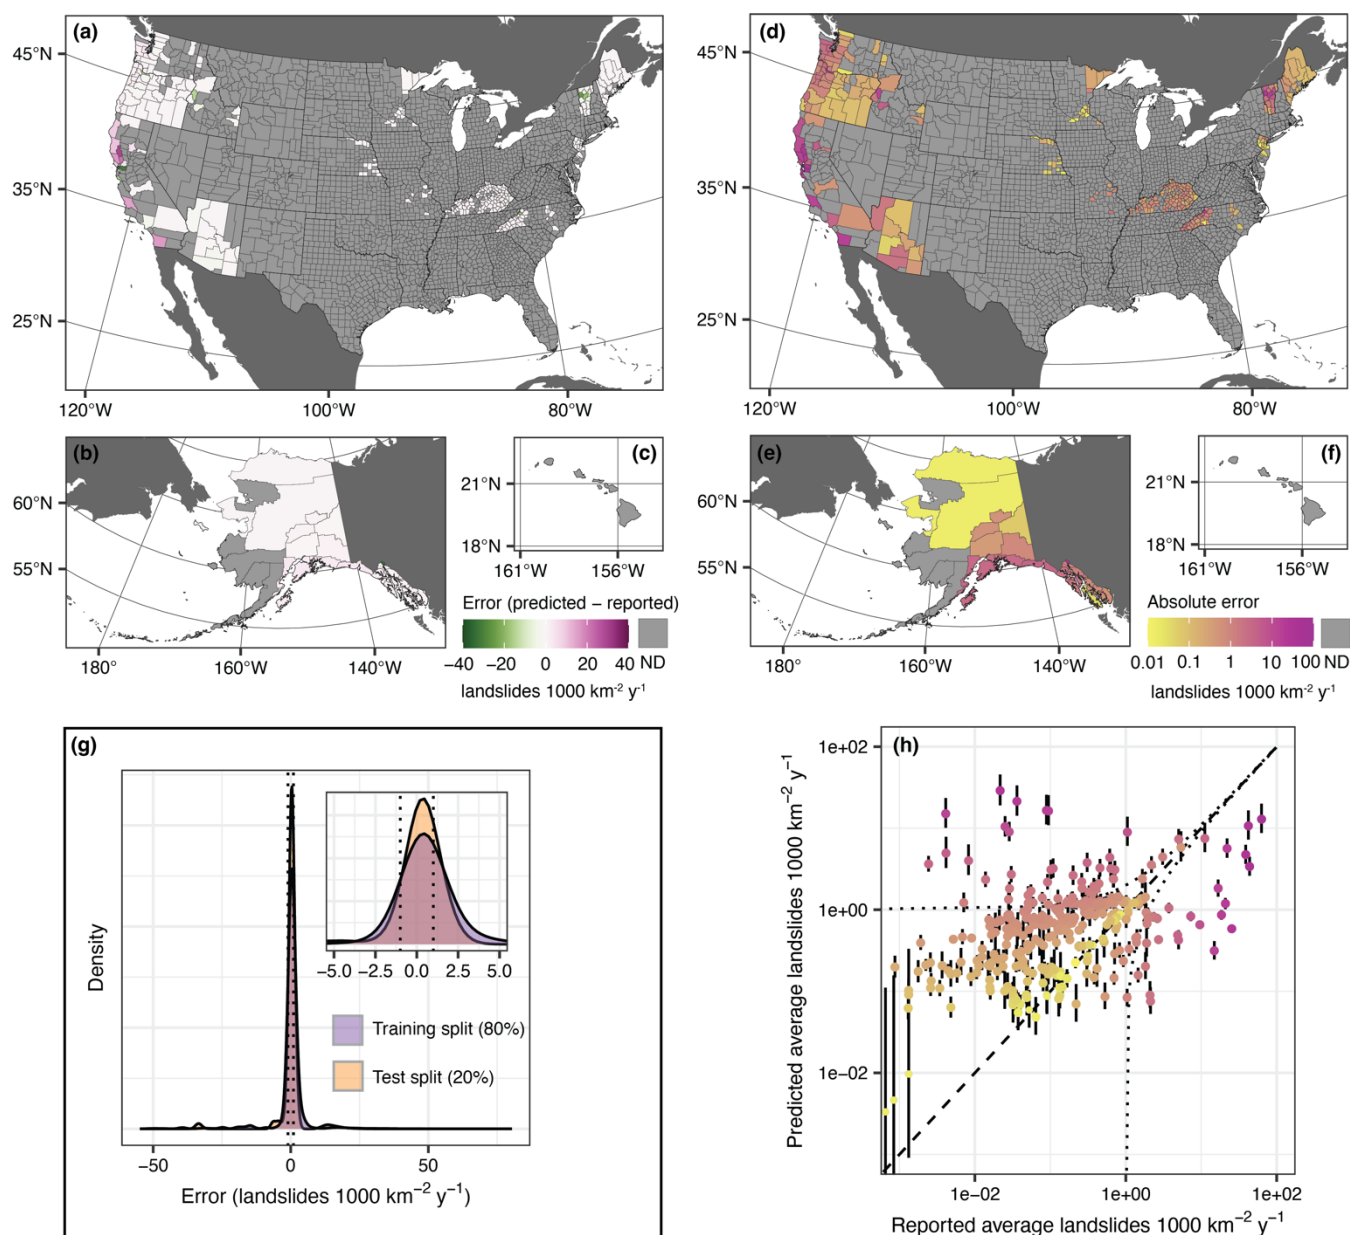 (a)
45°N
35°N
25°N
120°W
100°W
80°W
(d)
45°N
35°N
25°N
120°W
100°W
80°W
(b)
60°N
55°N
180°
160°W
140°W
(c)
21°N
18°N
161°W
156°W
Error (predicted − reported)
−40
−20
0
20
40
ND
landslides 1000 km⁻² y⁻¹
(e)
60°N
55°N
180°
160°W
140°W
(f)
21°N
18°N
161°W
156°W
Absolute error
0.01
0.1
1
10
100
ND
landslides 1000 km⁻² y⁻¹
(g)
Density
−5.0
−2.5
0.0
2.5
5.0
Training split (80%)
Test split (20%)
−50
0
50
Error (landslides 1000 km⁻² y⁻¹)
(h)
Predicted average landslides 1000 km⁻² y⁻¹
1e+02
1e+00
1e−02
1e−02
1e+00
1e+02
Reported average landslides 1000 km⁻² y⁻¹